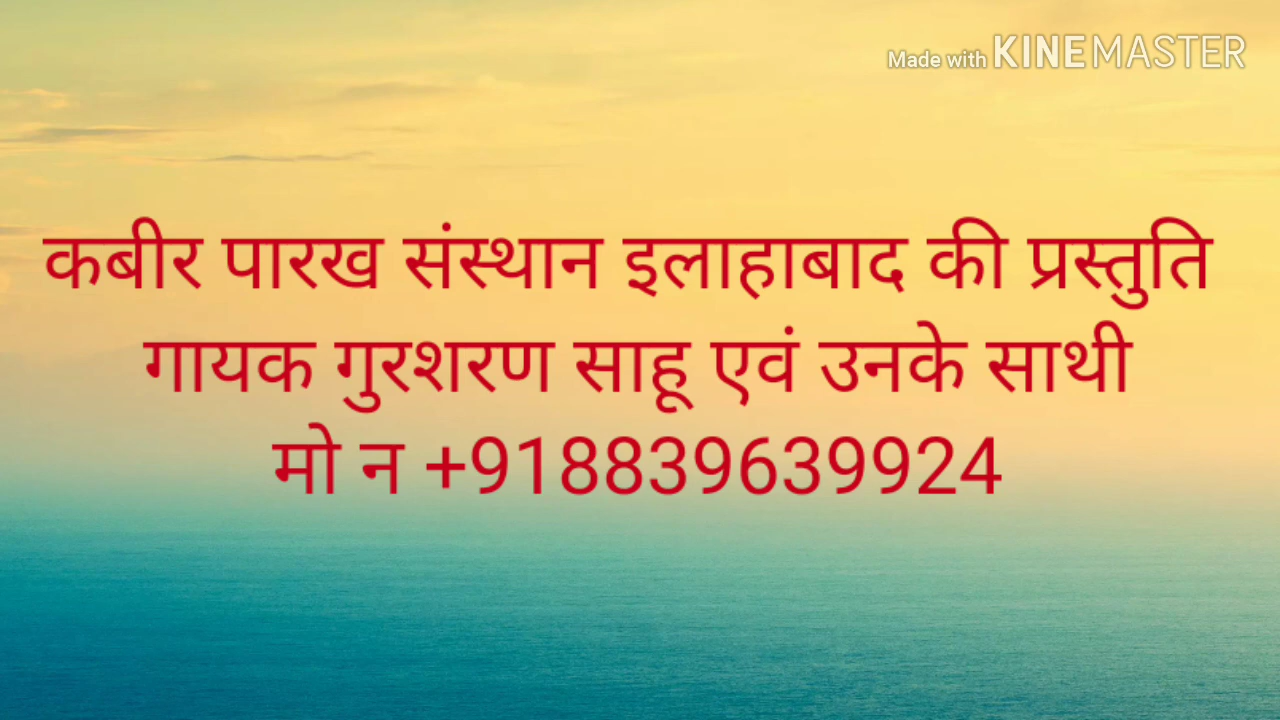 Made with KINEMASTER
कबीर पारख संस्थान इलाहाबाद की प्रस्तुति
गायक गुरशरण साहू एवं उनके साथी
मो न +918839639924